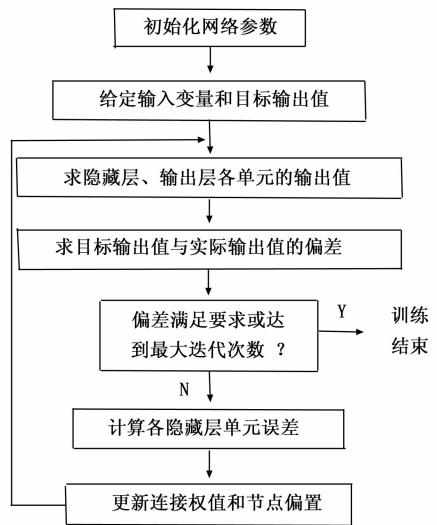 初始化网络参数
给定输入变量和目标输出值
求隐藏层、输出层各单元的输出值
求目标输出值与实际输出值的偏差
偏差满足要求或达
到最大迭代次数 ？
Y
训练
结束
N
计算各隐藏层单元误差
更新连接权值和节点偏置